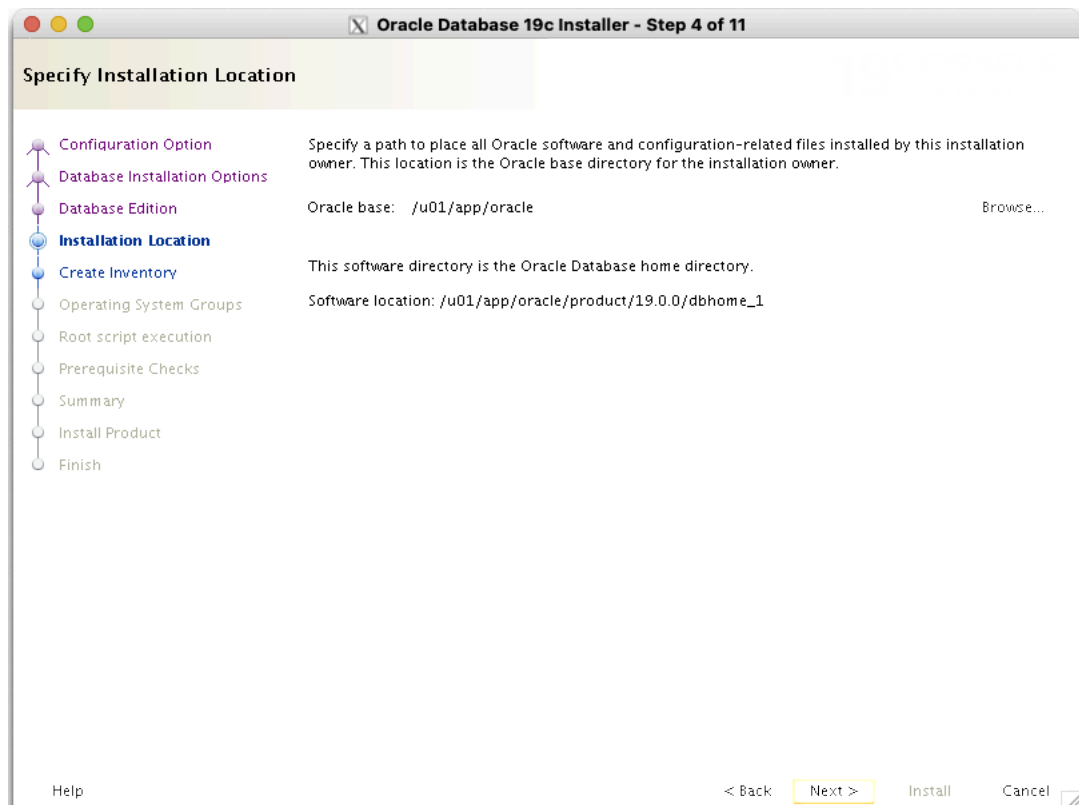 Oracle Database 19c Installer - Step 4 of 11
Specify Installation Location
Configuration Option
Database Installation Options
Database Edition
Installation Location
Create Inventory
Operating System Groups
Root script execution
Prerequisite Checks
Summary
Install Product
Finish
Specify a path to place all Oracle software and configuration-related files installed by this installation
owner. This location is the Oracle base directory for the installation owner.
Oracle base: /u01/app/oracle Browse...
This software directory is the Oracle Database home directory.
Software location: /u01/app/oracle/product/19.0.0/dbhome_1
Help < Back Next > Install Cancel